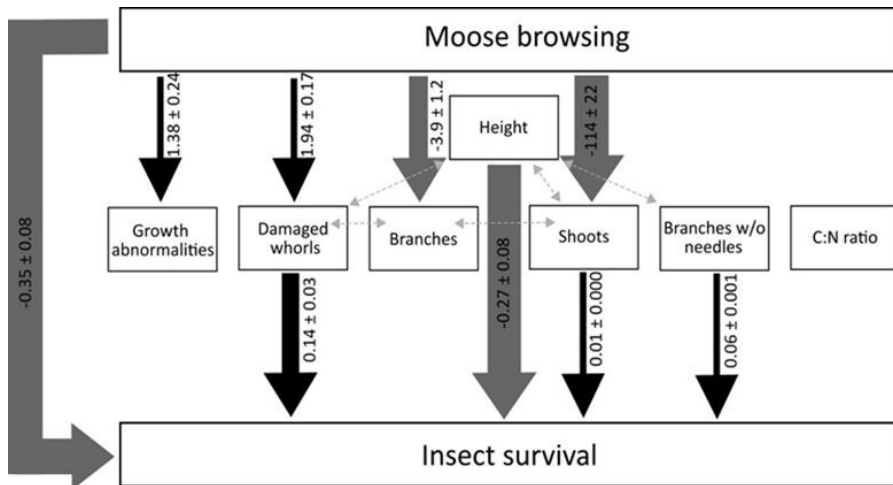 Moose browsing
1.38 ± 0.24
1.94 ± 0.17
-3.9 ± 1.2
-114 ± 22
Height
-0.35 ± 0.08
Growth
abnormalities
Damaged
whorls
Branches
Shoots
Branches w/o
needles
C:N ratio
0.14 ± 0.03
-0.27 ± 0.08
0.01 ± 0.000
0.06 ± 0.001
Insect survival